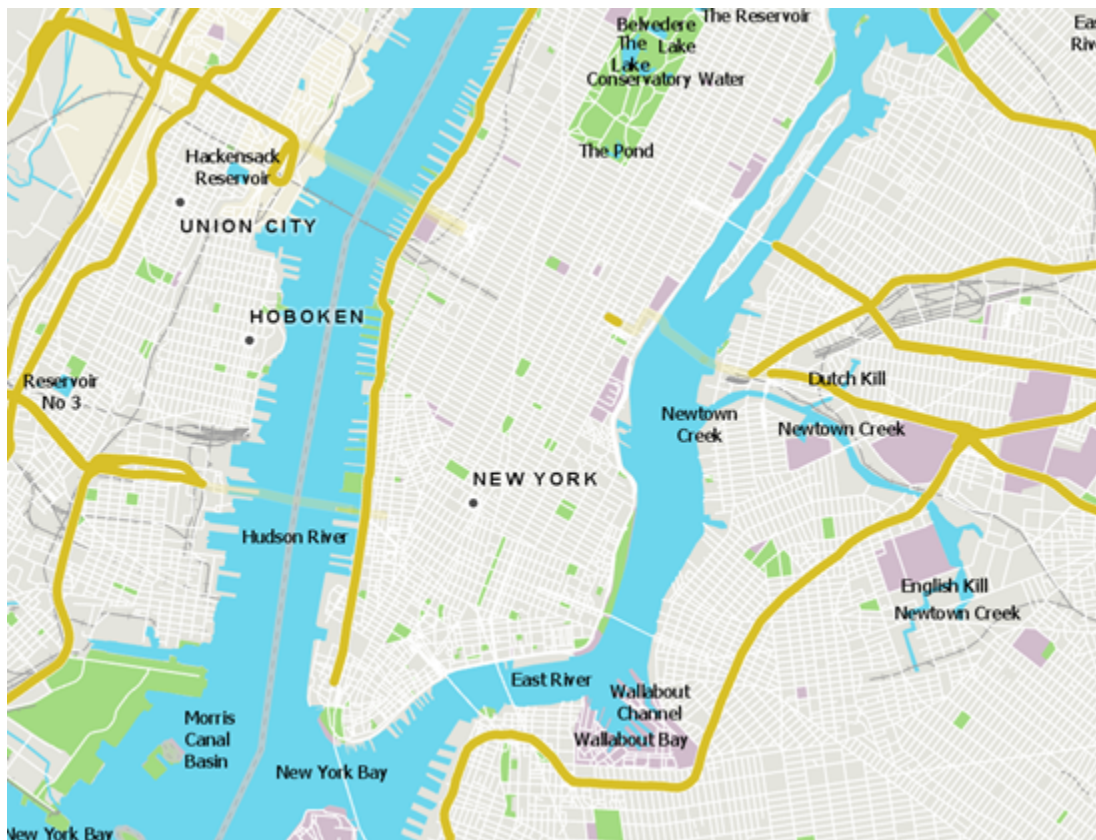 The Reservoir
Belvedere
The Lake
Lake
Conservatory Water
The Pond
Eas
Rive
Hackensack
Reservoir
UNION CITY
HOBOKEN
Reservoir
No 3
Dutch Kill
Newtown
Creek
Newtown Creek
NEW YORK
Hudson River
English Kill
Newtown Creek
East River
Wallabout
Channel
Wallabout Bay
Morris
Canal
Basin
New York Bay
New York Bay